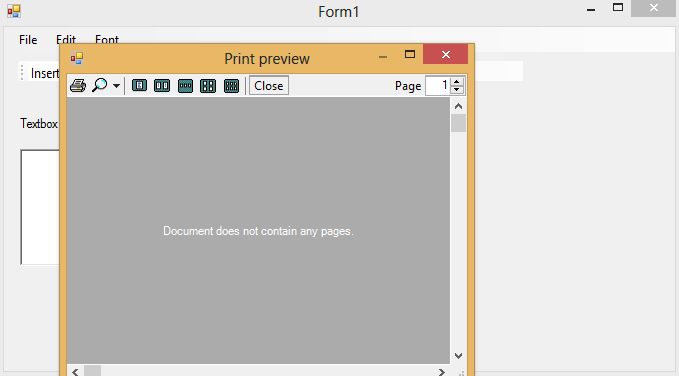 Form1
File Edit Font
Print preview
Insert
Close Page 1
Textbox
Document does not contain any pages.